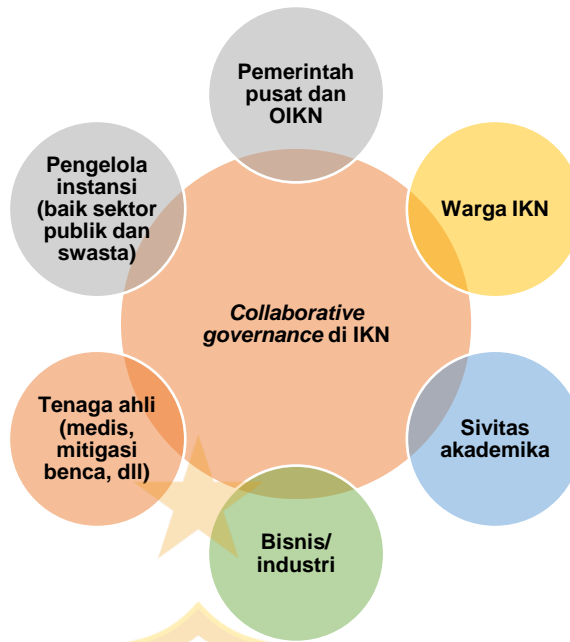 Pemerintah
pusat dan
OIKN
Pengelola
instansi
(baik sektor
publik dan
swasta)
Warga IKN
Collaborative
governance di IKN
Tenaga ahli
(medis,
mitigasi
benca, dll)
Sivitas
akademika
Bisnis/
industri